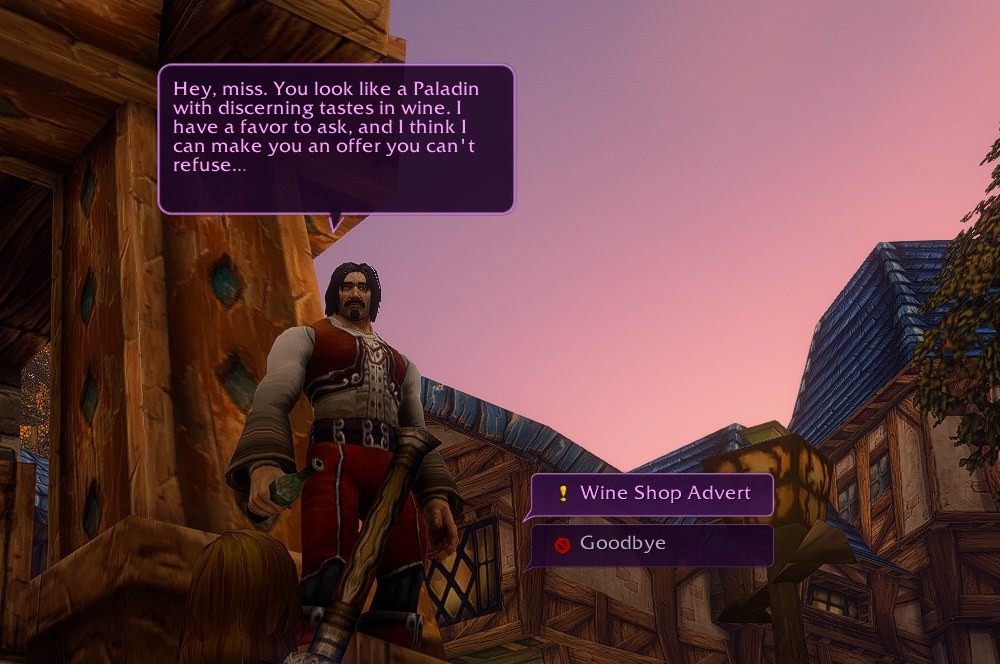 Hey, miss. You look like a Paladin
with discerning tastes in wine. I
have a favor to ask, and I think I
can make you an offer you can't
refuse...
Wine Shop Advert
Goodbye